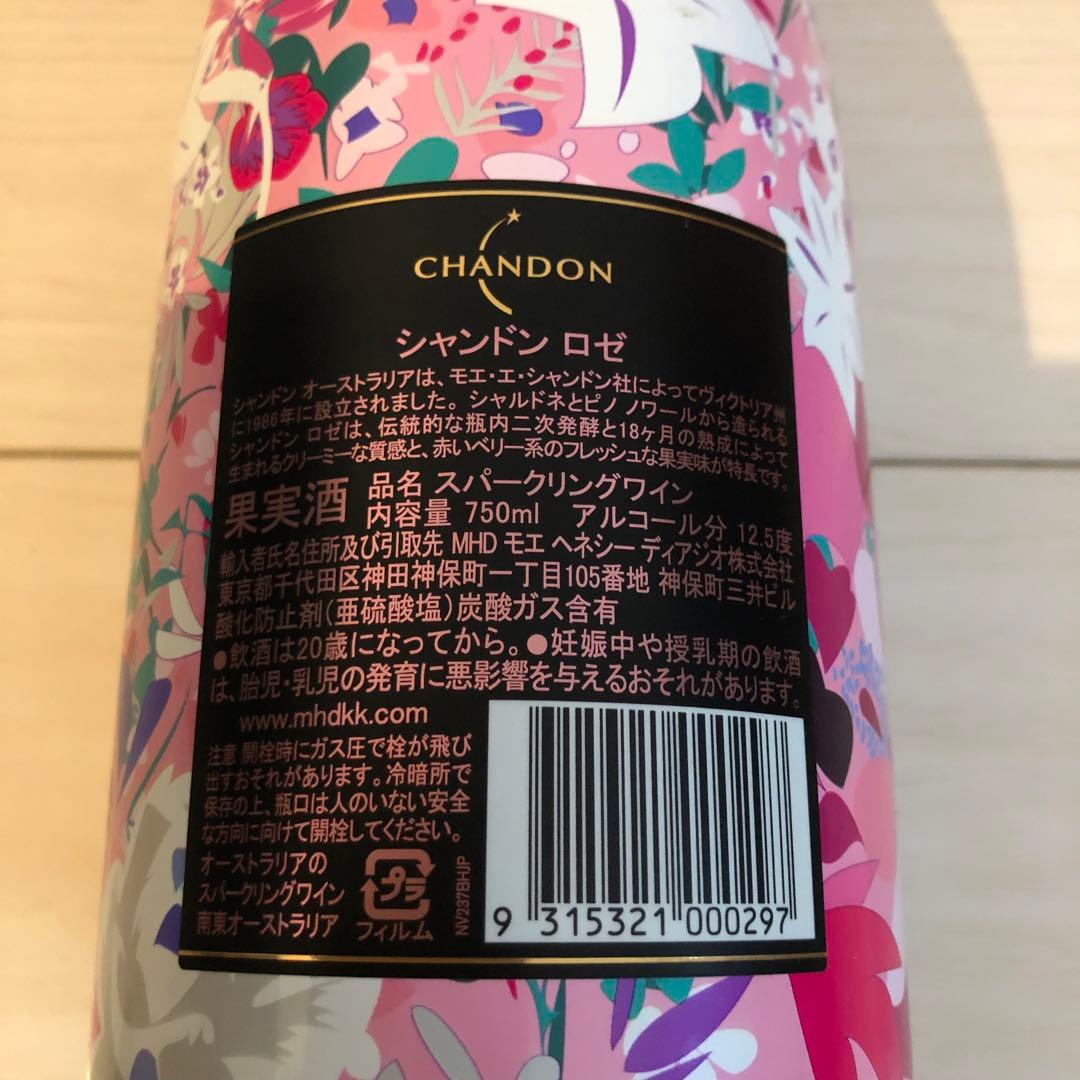 CHANDON
シャンドン ロゼ
シャンドン オーストラリアは、モエ・エ・シャンドン社によってヴィクトリア州
に1986年に設立されました。シャルドネとピノ ノワールから造られる
シャンドン ロゼは、伝統的な瓶内二次発酵と18ヶ月の熟成によって
生まれるクリーミーな質感と、赤いベリー系のフレッシュな果実味が特長です。
果実酒 品名 スパークリングワイン
内容量 750ml アルコール分 12.5度
輸入者氏名住所及び引取先 MHD モエ ヘネシー ディアジオ株式会社
東京都千代田区神田神保町一丁目105番地 神保町三井ビル
酸化防止剤(亜硫酸塩)炭酸ガス含有
●飲酒は20歳になってから。●妊娠中や授乳期の飲酒
は、胎児・乳児の発育に悪影響を与えるおそれがあります。
www.mhdkk.com
注意 開栓時にガス圧で栓が飛び
出すおそれがあります。冷暗所で
保存の上、瓶口は人のいない安全
な方向に向けて開栓してください。
オーストラリアの
スパークリングワイン
南東オーストラリア
プラ
フィルム
NV237BHJP
9 315321 000297